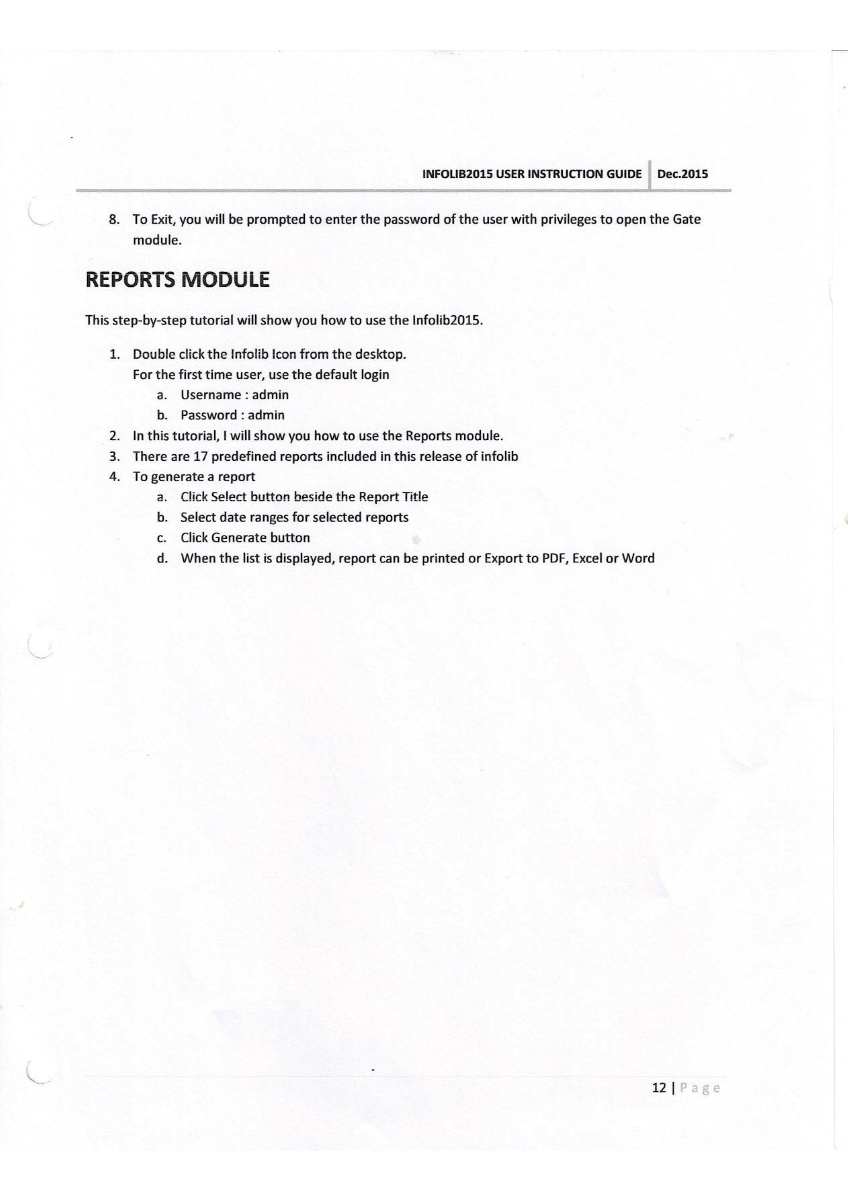 INFOLIB2015 USER INSTRUCTION GUIDE Dec.2015
8. To Exit, you will be prompted to enter the password of the user with privileges to open the Gate
module.
REPORTS MODULE
This step-by-step tutorial will show you how to use the Infolib2015.
1. Double click the Infolib Icon from the desktop.
For the first time user, use the default login
a. Username : admin
b. Password : admin
2. In this tutorial, I will show you how to use the Reports module.
3. There are 17 predefined reports included in this release of infolib
4. To generate a report
a. Click Select button beside the Report Title
b. Select date ranges for selected reports
c. Click Generate button
d. When the list is displayed, report can be printed or Export to PDF, Excel or Word
12 | Page